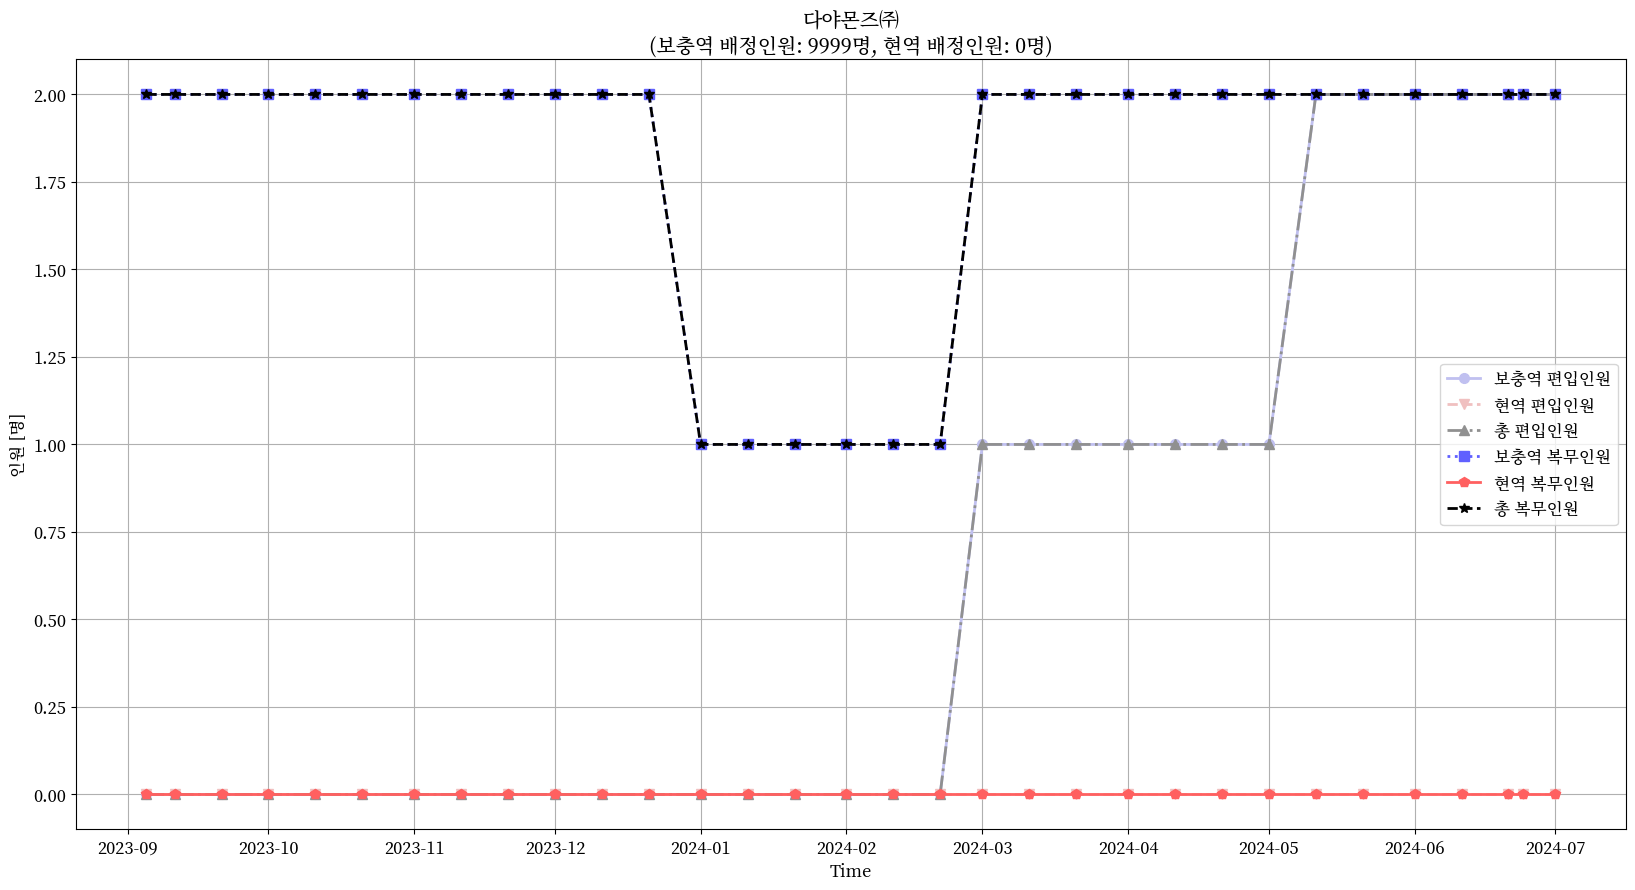 다야몬즈㈜
(보충역 배정인원: 9999명, 현역 배정인원: 0명)
인원 [명]
2.00
1.75
1.50
1.25
1.00
0.75
0.50
0.25
0.00
보충역 편입인원
현역 편입인원
총 편입인원
보충역 복무인원
현역 복무인원
총 복무인원
2023-09
2023-10
2023-11
2023-12
2024-01
2024-02
2024-03
2024-04
2024-05
2024-06
2024-07
Time